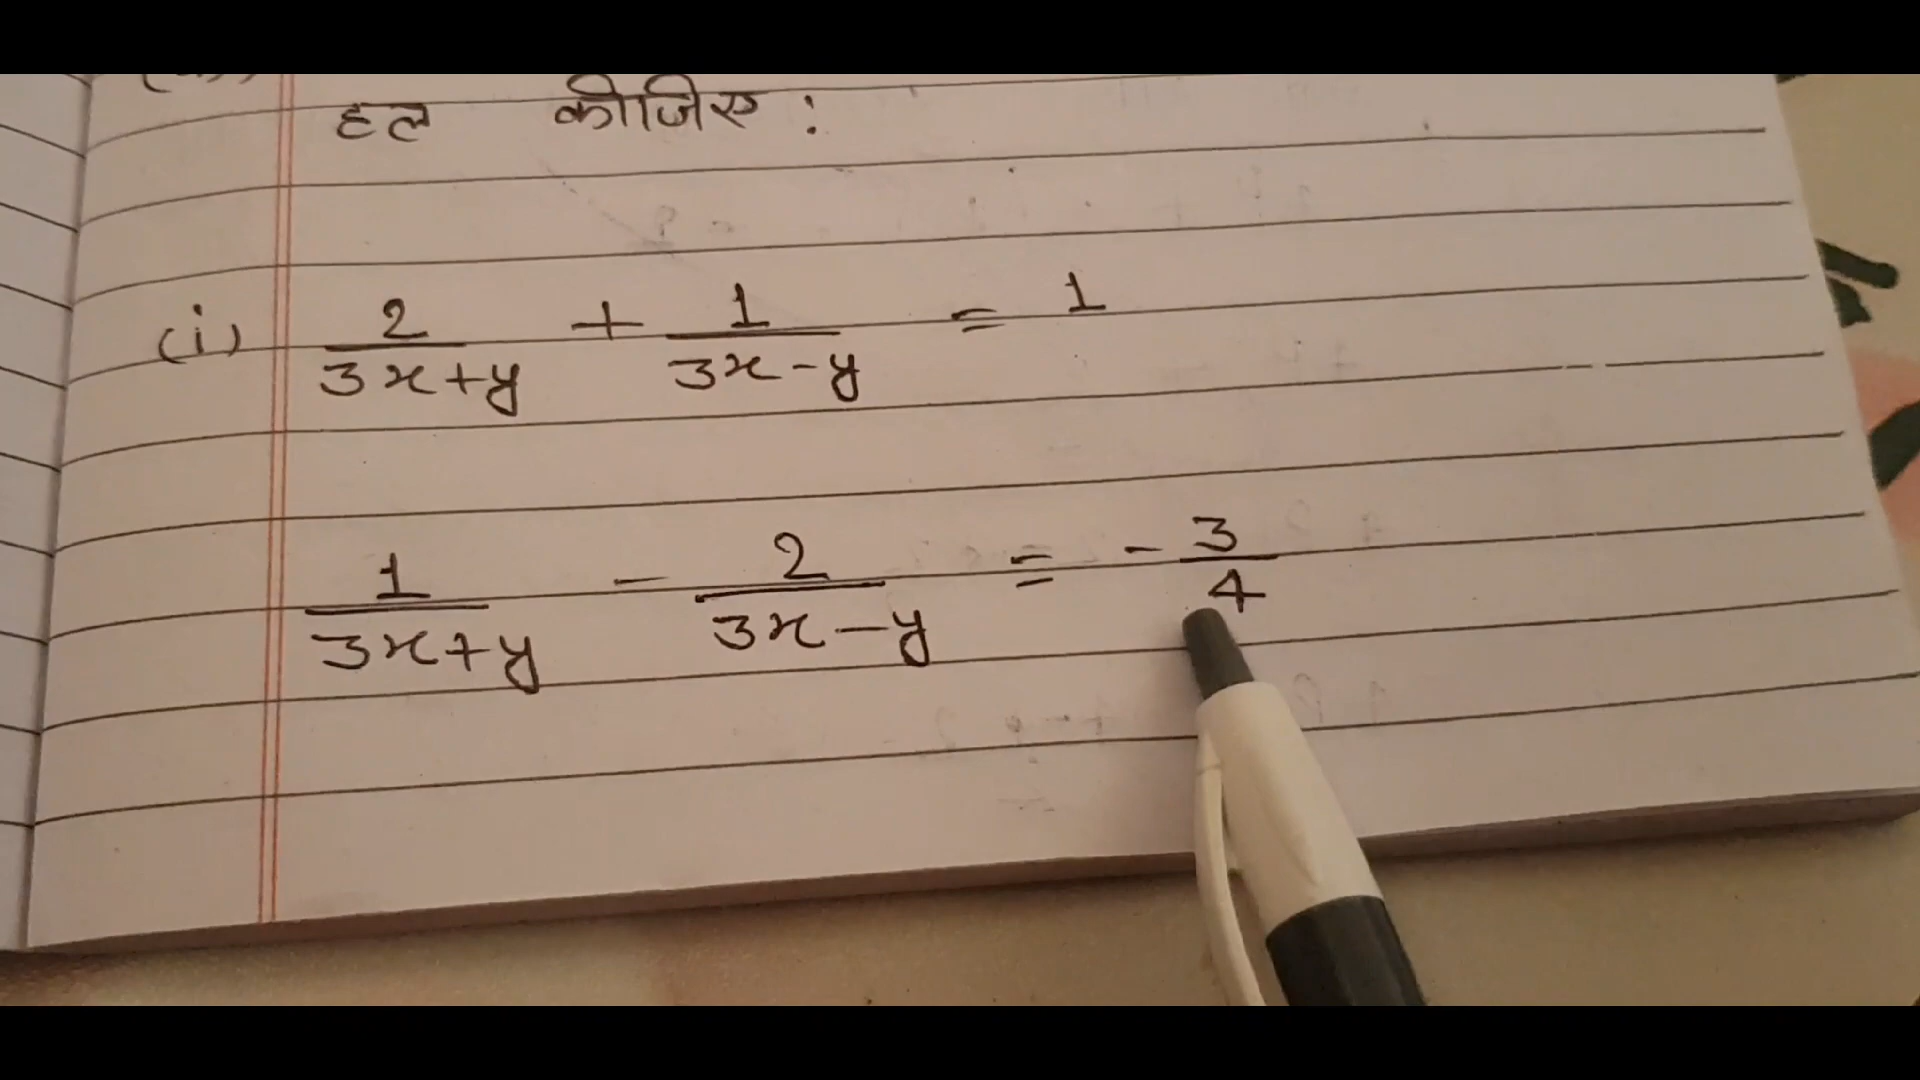 हल कीजिए :
(i) 2/(3x+y) + 1/(3x-y) = 1
1/(3x+y) - 2/(3x-y) = -3/4